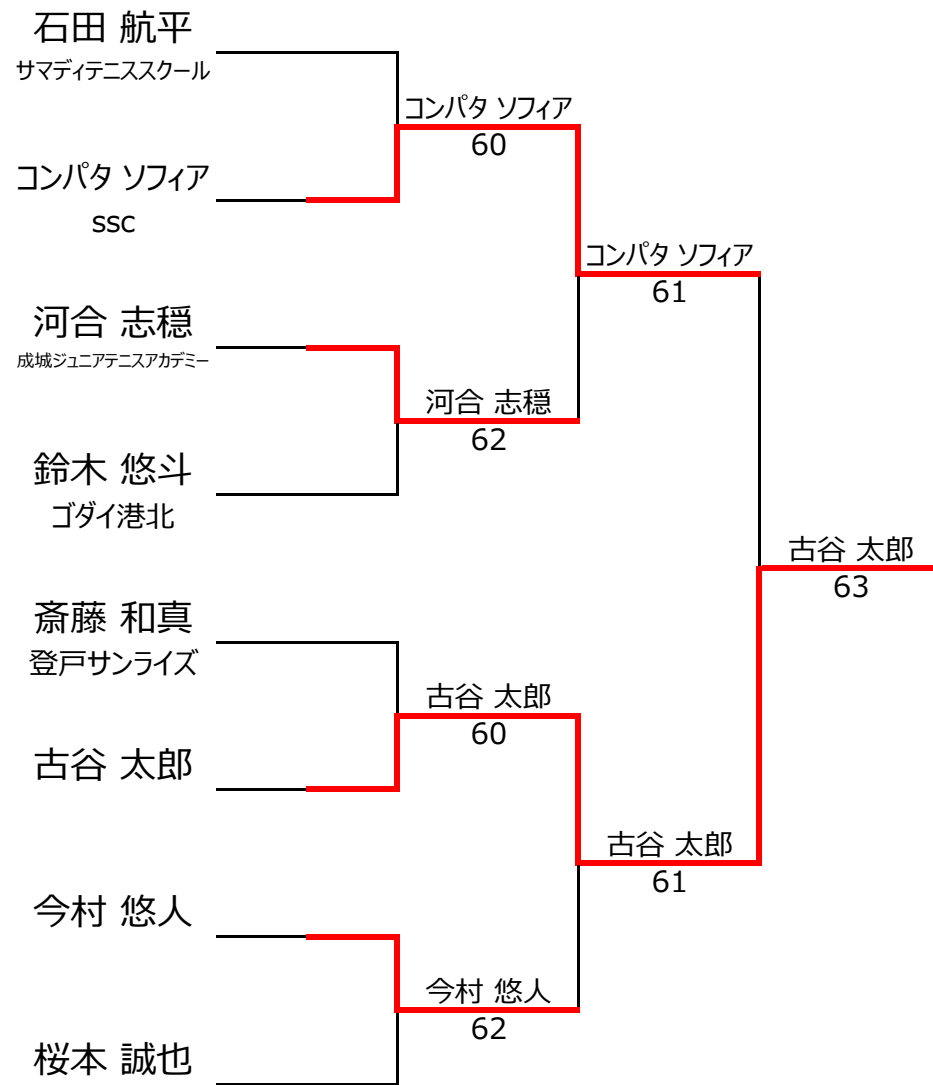 石田 航平
サマディテニススクール
コンパタ ソフィア
60
コンパタ ソフィア
ssc
コンパタ ソフィア
61
河合 志穏
成城ジュニアテニスアカデミー
河合 志穏
62
鈴木 悠斗
ゴダイ港北
古谷 太郎
63
斎藤 和真
登戸サンライズ
古谷 太郎
60
古谷 太郎
古谷 太郎
61
今村 悠人
今村 悠人
62
桜本 誠也